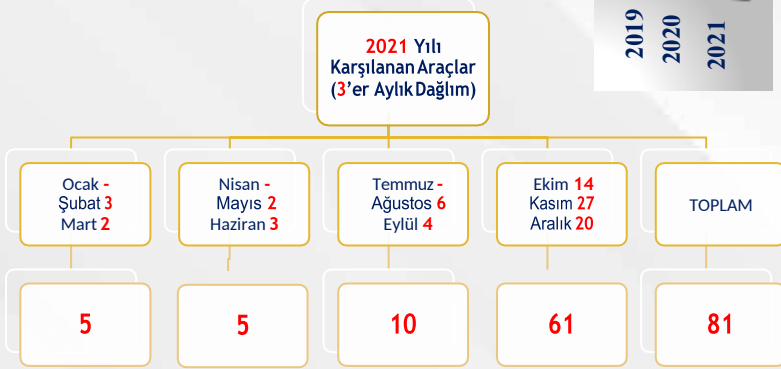 2019
2020
2021
2021 Yılı
Karşılanan Araçlar
(3’er Aylık Dağlım)
Ocak -
Şubat 3
Mart 2
Nisan -
Mayıs 2
Haziran 3
Temmuz -
Ağustos 6
Eylül 4
Ekim 14
Kasım 27
Aralık 20
TOPLAM
5
5
10
61
81